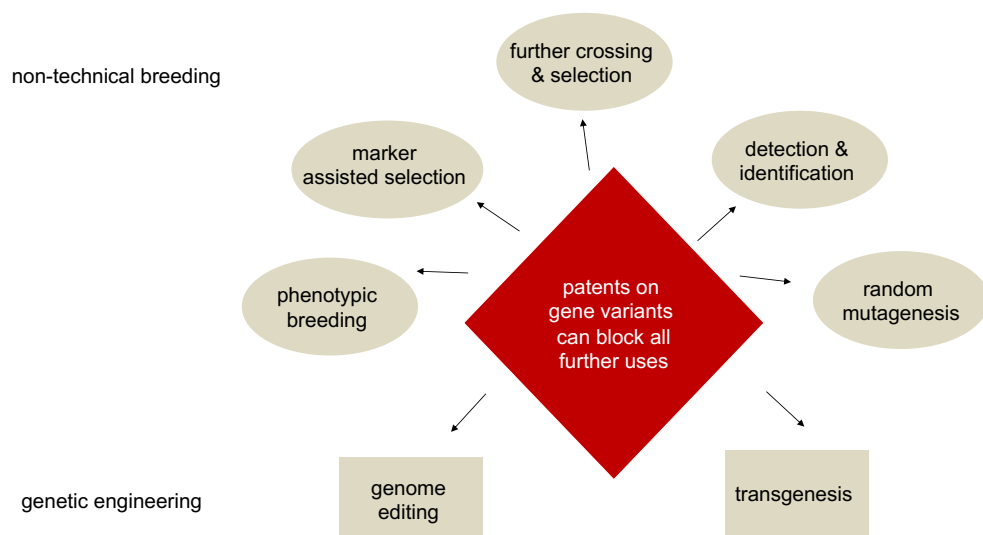 further crossing
& selection
non-technical breeding
marker
assisted selection
detection &
identification
phenotypic
breeding
patents on
gene variants
can block all
further uses
random
mutagenesis
genetic engineering
genome
editing
transgenesis